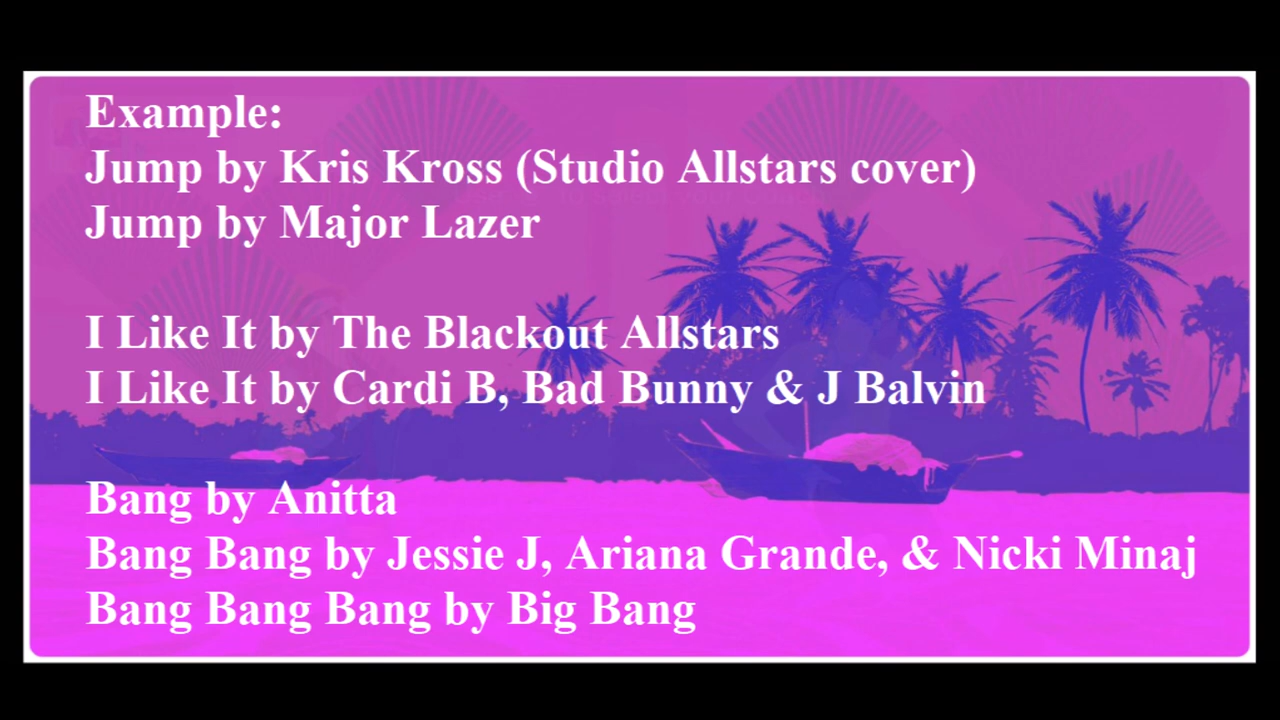 Example:
Jump by Kris Kross (Studio Allstars cover)
Jump by Major Lazer
I Like It by The Blackout Allstars
I Like It by Cardi B, Bad Bunny & J Balvin
Bang by Anitta
Bang Bang by Jessie J, Ariana Grande, & Nicki Minaj
Bang Bang Bang by Big Bang